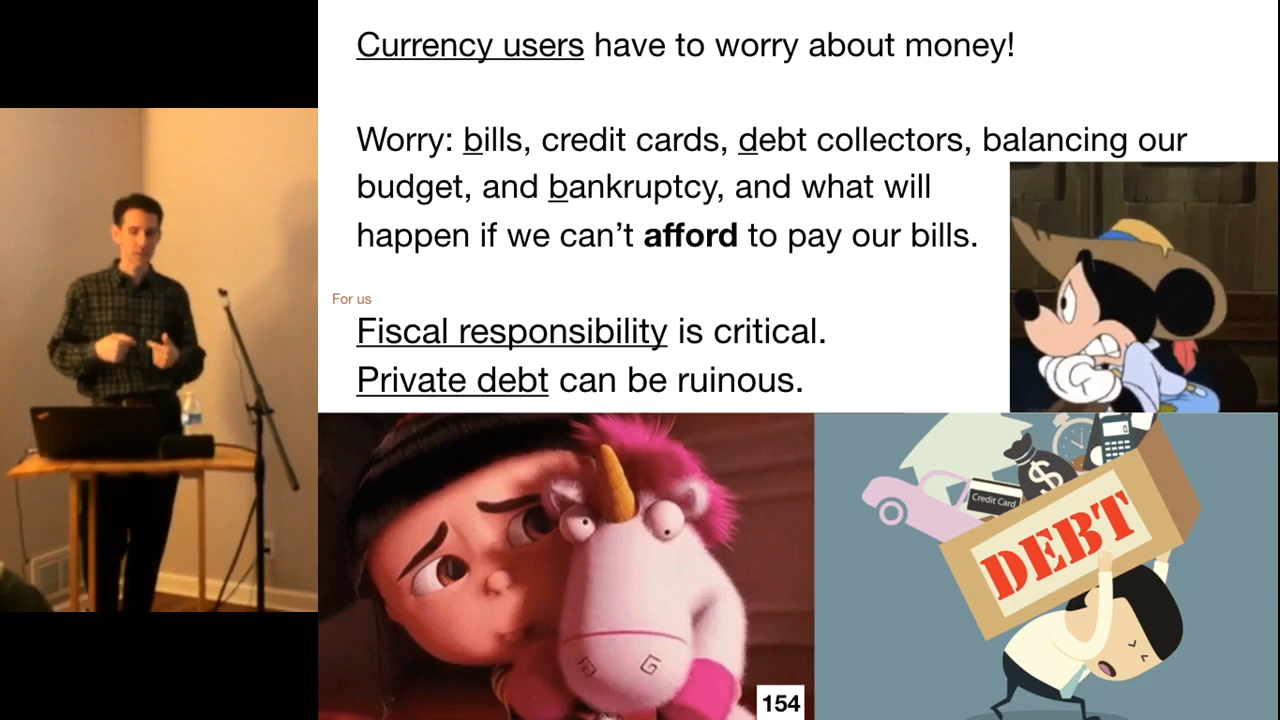 Currency users have to worry about money!
Worry: bills, credit cards, debt collectors, balancing our
budget, and bankruptcy, and what will
happen if we can’t afford to pay our bills.
For us
Fiscal responsibility is critical.
Private debt can be ruinous.
Credit Card
$
DEBT
154